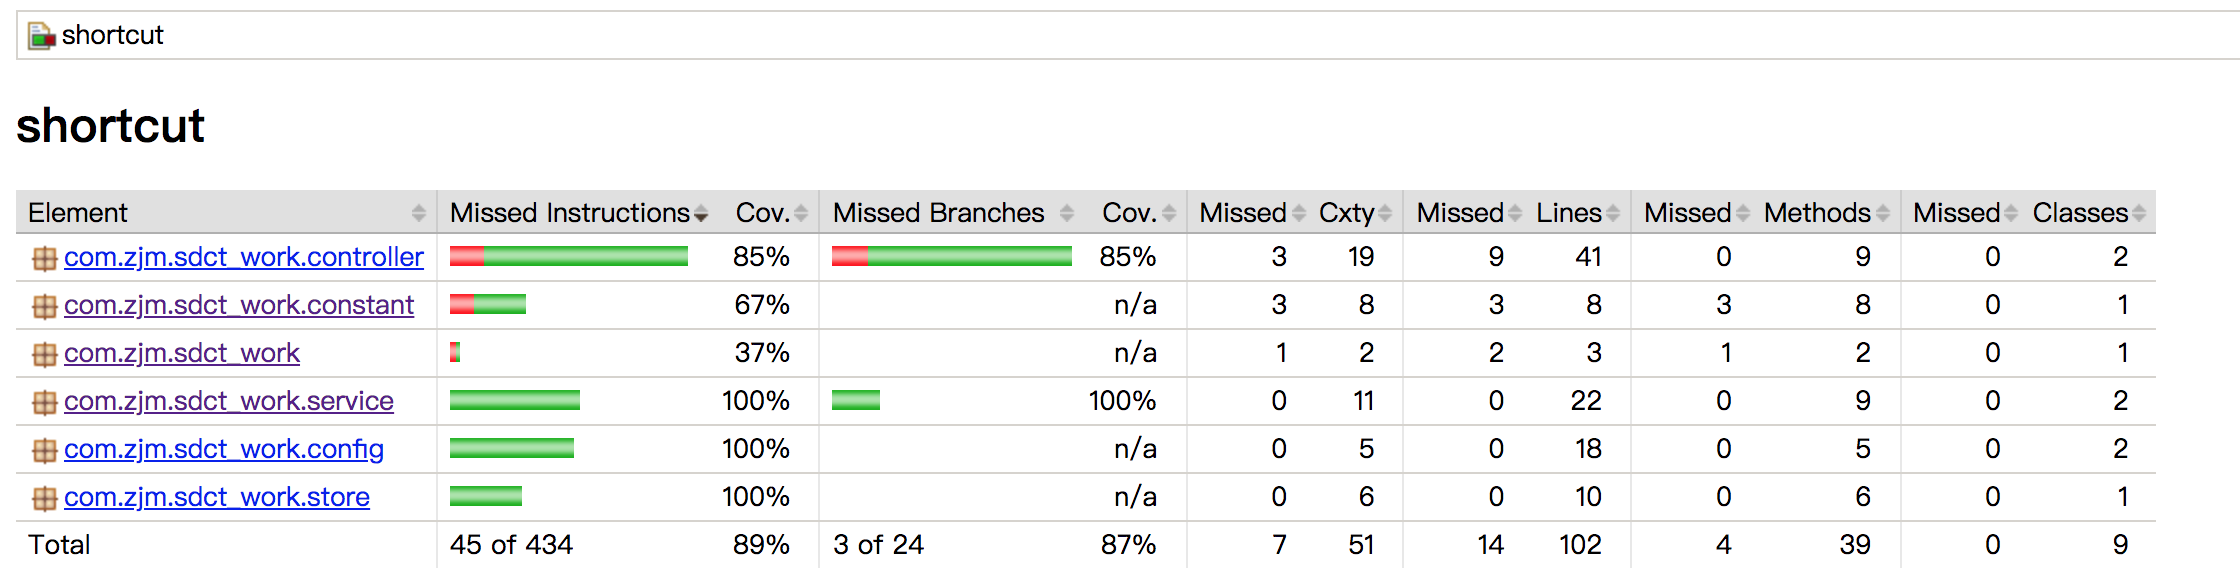 shortcut
shortcut
Element Missed Instructions Cov. Missed Branches Cov. Missed Cxty Missed Lines Missed Methods Missed Classes
com.zjm.sdct_work.controller 85% 85% 3 19 9 41 0 9 0 2
com.zjm.sdct_work.constant 67% n/a 3 8 3 8 3 8 0 1
com.zjm.sdct_work 37% n/a 1 2 2 3 1 2 0 1
com.zjm.sdct_work.service 100% 100% 0 11 0 22 0 9 0 2
com.zjm.sdct_work.config 100% n/a 0 5 0 18 0 5 0 2
com.zjm.sdct_work.store 100% n/a 0 6 0 10 0 6 0 1
Total 45 of 434 89% 3 of 24 87% 7 51 14 102 4 39 0 9